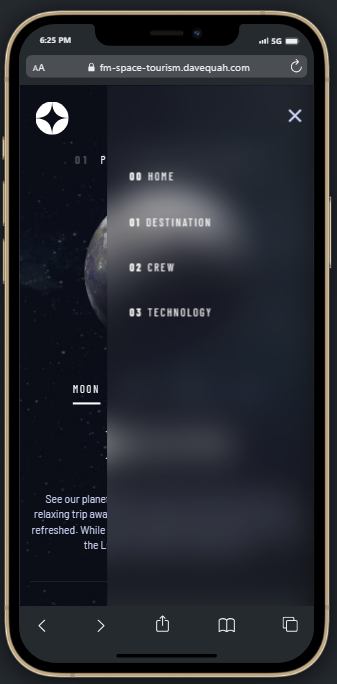 6:25 PM
5G
AA
fm-space-tourism.davequah.com
01 P
00 HOME
01 DESTINATION
02 CREW
03 TECHNOLOGY
MOON
See our plane
relaxing trip awa
refreshed. While
the L